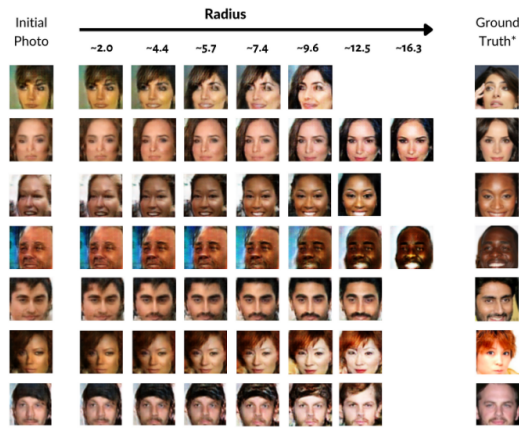 Initial
Photo
Radius
Ground
Truth*
~2.0 ~4.4 ~5.7 ~7.4 ~9.6 ~12.5 ~16.3